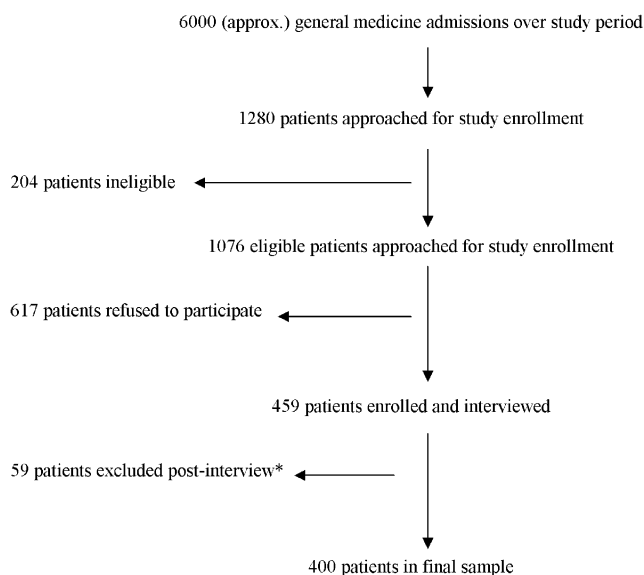 6000 (approx.) general medicine admissions over study period
1280 patients approached for study enrollment
204 patients ineligible
1076 eligible patients approached for study enrollment
617 patients refused to participate
459 patients enrolled and interviewed
59 patients excluded post-interview*
400 patients in final sample